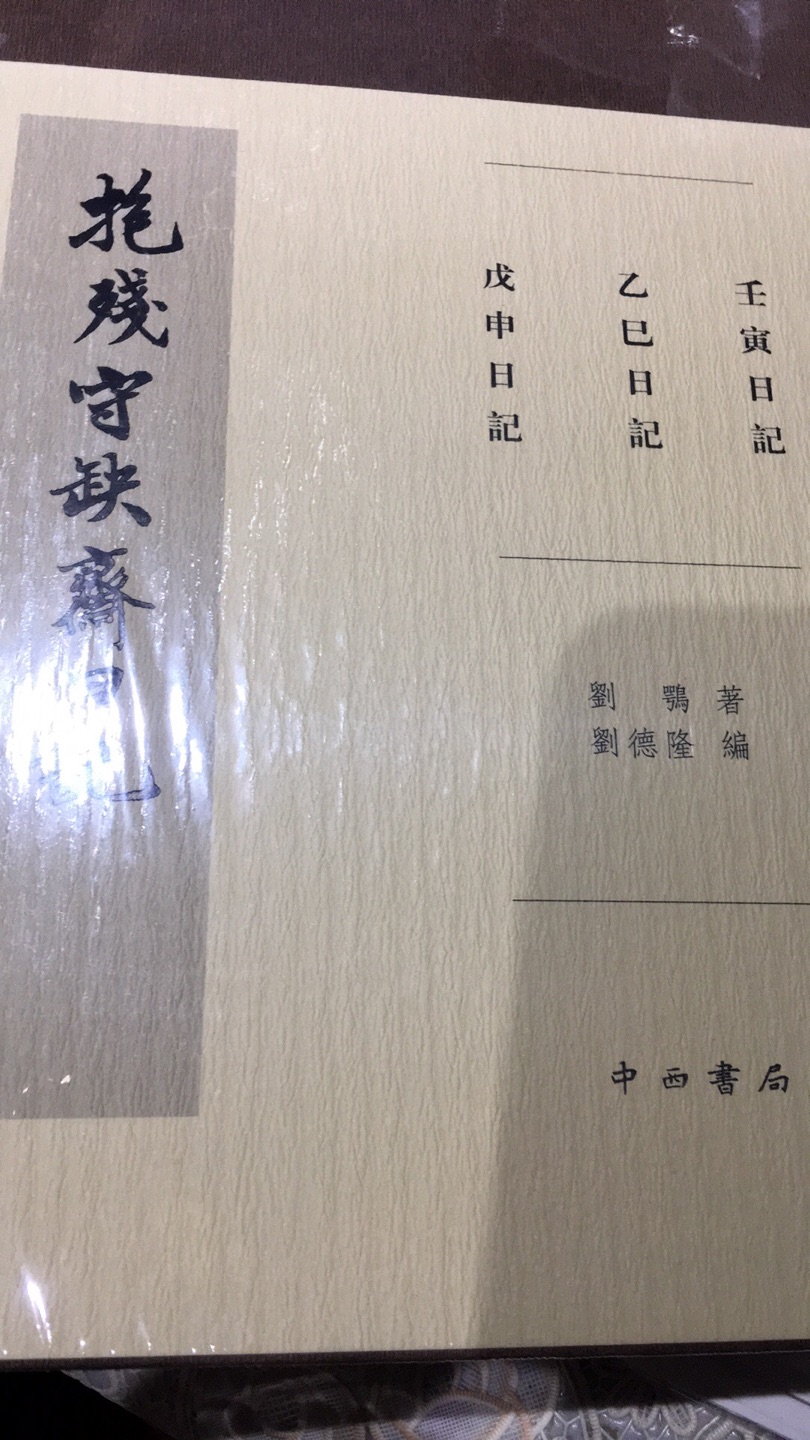 壬寅日記
乙巳日記
戊申日記
劉 鶚 著
劉德隆 編
中西書局
抱殘守缺齋日記